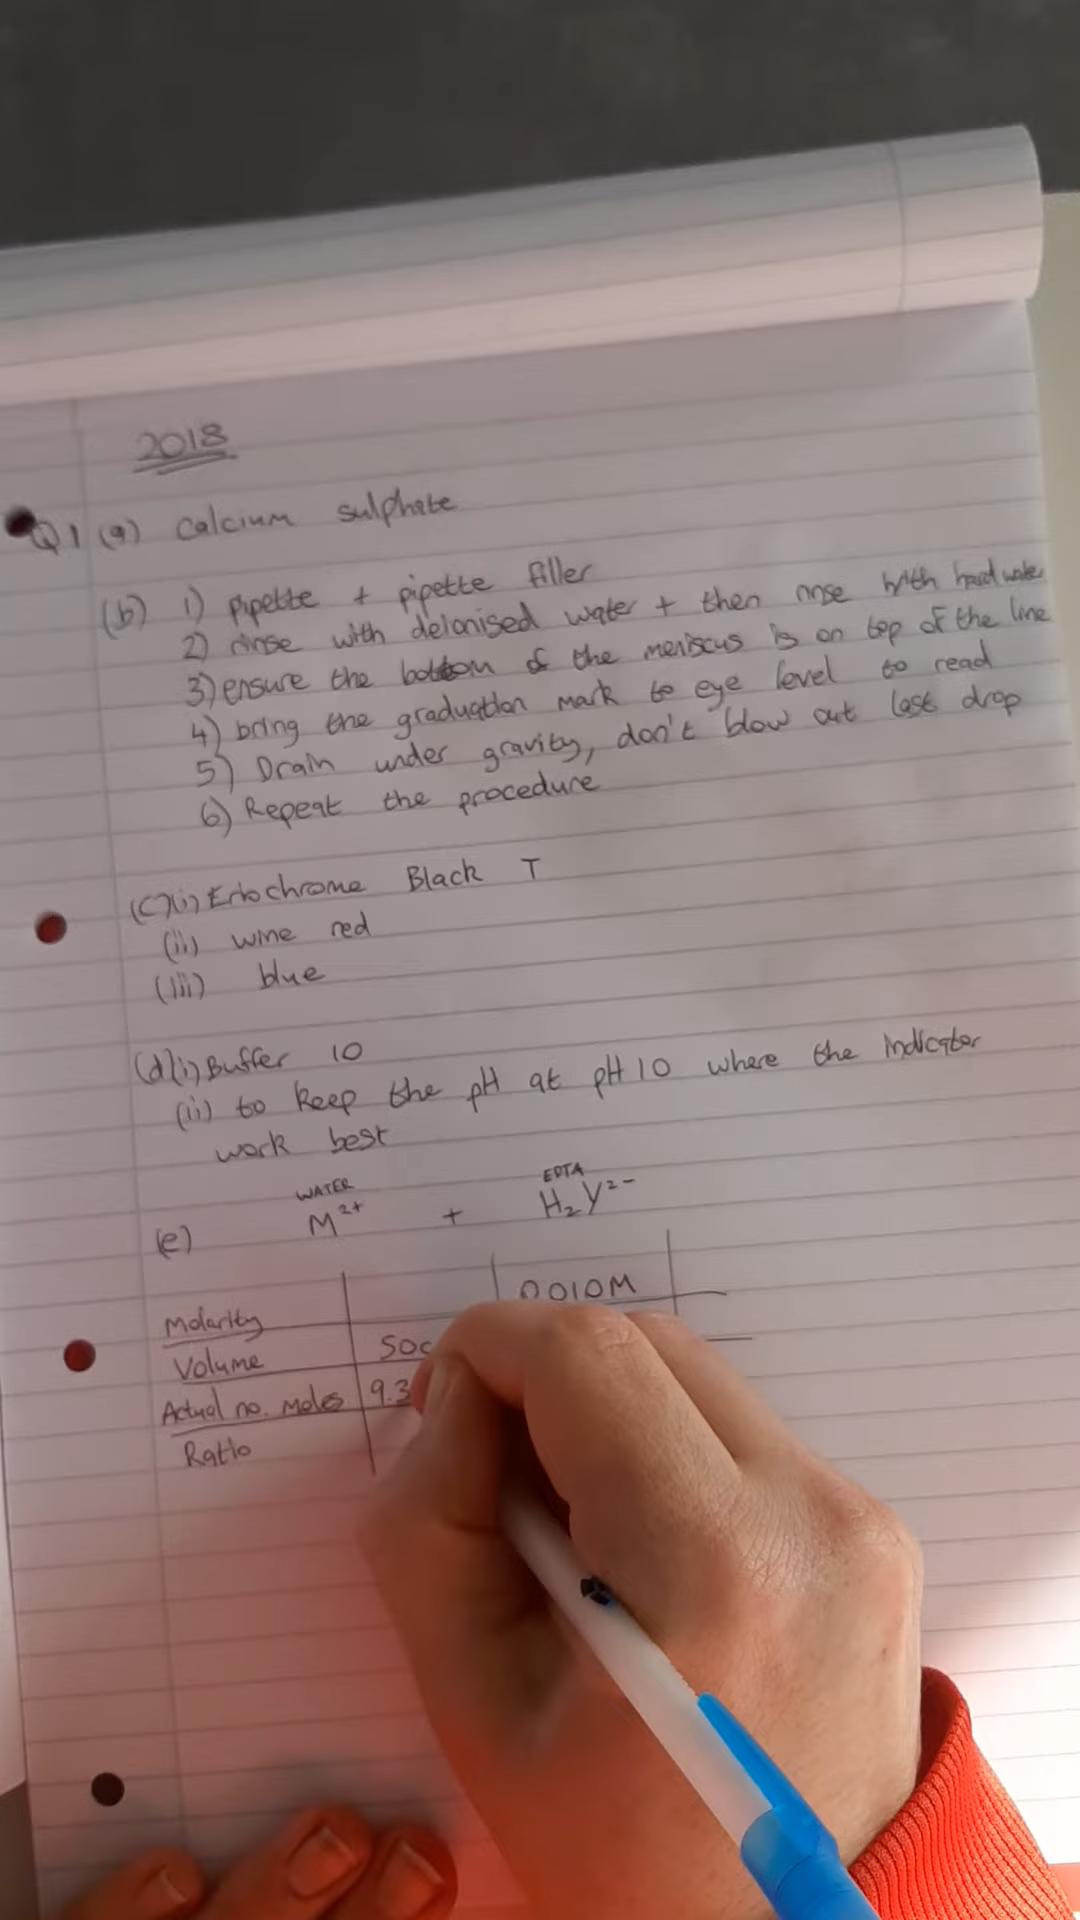 2018
Q1 (a) Calcium sulphate
(b) 1) pipette + pipette filler
2) rinse with deionised water + then rinse with hard water
3) ensure the bottom of the meniscus is on top of the line
4) bring the graduation mark to eye level to read
5) Drain under gravity, don't blow out last drop
6) Repeat the procedure
(C)(i) Eriochrome Black T
(ii) wine red
(iii) blue
(d)(i) Buffer 10
(ii) to keep the pH at pH 10 where the indicator
work best
WATER EDTA
(e) M²⁺ + H₂Y²⁻
Molarity 0.010M
Volume 50c
Actual no. Moles 9.3
Ratio